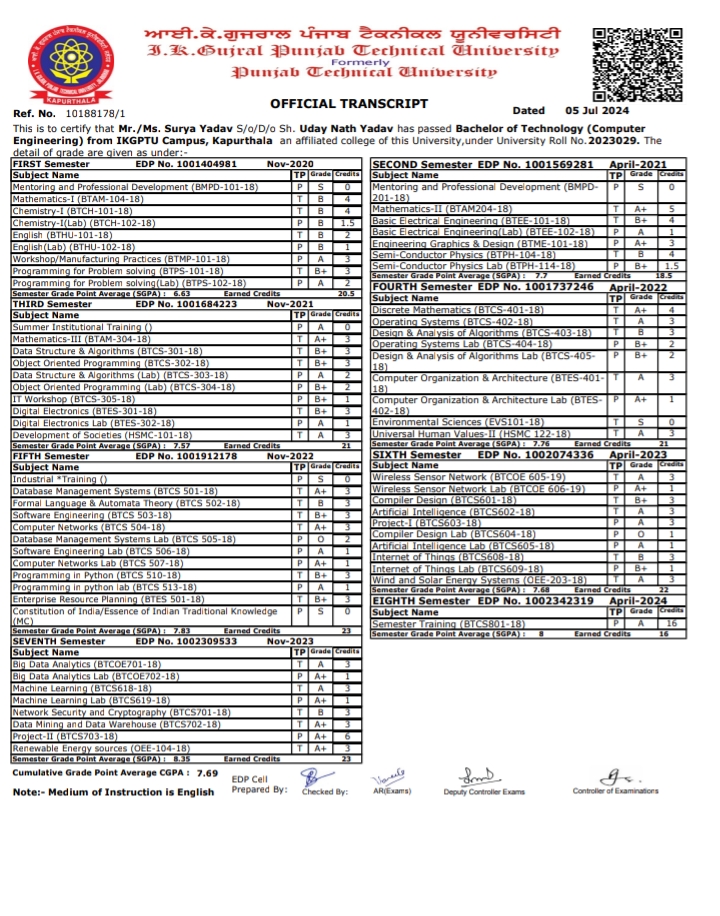 ਆਈ.ਕੇ.ਗੁਜਰਾਲ ਪੰਜਾਬ ਟੈਕਨੀਕਲ ਯੂਨੀਵਰਸਿਟੀ
I.K.Gujral Punjab Technical University
Formerly
Punjab Technical University
KAPURTHALA
OFFICIAL TRANSCRIPT
Ref. No. 10188178/1 Dated 05 Jul 2024
This is to certify that Mr./Ms. Surya Yadav S/o/D/o Sh. Uday Nath Yadav has passed Bachelor of Technology (Computer
Engineering) from IKGPTU Campus, Kapurthala an affiliated college of this University,under University Roll No.2023029. The
detail of grade are given as under:-
FIRST Semester EDP No. 1001404981 Nov-2020
Subject Name TP Grade Credits
Mentoring and Professional Development (BMPD-101-18) P S 0
Mathematics-I (BTAM-104-18) T B 4
Chemistry-I (BTCH-101-18) T B 4
Chemistry-I(Lab) (BTCH-102-18) P B 1.5
English (BTHU-101-18) T B 2
English(Lab) (BTHU-102-18) P B 1
Workshop/Manufacturing Practices (BTMP-101-18) P A 3
Programming for Problem solving (BTPS-101-18) T B+ 3
Programming for Problem solving(Lab) (BTPS-102-18) P A 2
Semester Grade Point Average (SGPA) : 6.63 Earned Credits 20.5
THIRD Semester EDP No. 1001684223 Nov-2021
Subject Name TP Grade Credits
Summer Institutional Training () P A 0
Mathematics-III (BTAM-304-18) T A+ 3
Data Structure & Algorithms (BTCS-301-18) T B+ 3
Object Oriented Programming (BTCS-302-18) T B+ 3
Data Structure & Algorithms (Lab) (BTCS-303-18) P A 2
Object Oriented Programming (Lab) (BTCS-304-18) P B+ 2
IT Workshop (BTCS-305-18) P B+ 1
Digital Electronics (BTES-301-18) T B+ 3
Digital Electronics Lab (BTES-302-18) P A 1
Development of Societies (HSMC-101-18) T A 3
Semester Grade Point Average (SGPA) : 7.57 Earned Credits 21
FIFTH Semester EDP No. 1001912178 Nov-2022
Subject Name TP Grade Credits
Industrial *Training () P S 0
Database Management Systems (BTCS 501-18) T A+ 3
Formal Language & Automata Theory (BTCS 502-18) T B 3
Software Engineering (BTCS 503-18) T B+ 3
Computer Networks (BTCS 504-18) T A+ 3
Database Management Systems Lab (BTCS 505-18) P O 2
Software Engineering Lab (BTCS 506-18) P A 1
Computer Networks Lab (BTCS 507-18) P A+ 1
Programming in Python (BTCS 510-18) T B+ 3
Programming in python lab (BTCS 513-18) P A 1
Enterprise Resource Planning (BTES 501-18) T B+ 3
Constitution of India/Essence of Indian Traditional Knowledge P S 0
(MC)
Semester Grade Point Average (SGPA) : 7.83 Earned Credits 23
SEVENTH Semester EDP No. 1002309533 Nov-2023
Subject Name TP Grade Credits
Big Data Analytics (BTCOE701-18) T A 3
Big Data Analytics Lab (BTCOE702-18) P A+ 1
Machine Learning (BTCS618-18) T A 3
Machine Learning Lab (BTCS619-18) P A+ 1
Network Security and Cryptography (BTCS701-18) T B 3
Data Mining and Data Warehouse (BTCS702-18) T A+ 3
Project-II (BTCS703-18) P A+ 6
Renewable Energy sources (OEE-104-18) T A+ 3
Semester Grade Point Average (SGPA) : 8.35 Earned Credits 23
SECOND Semester EDP No. 1001569281 April-2021
Subject Name TP Grade Credits
Mentoring and Professional Development (BMPD- P S 0
201-18)
Mathematics-II (BTAM204-18) T A+ 5
Basic Electrical Engineering (BTEE-101-18) T B+ 4
Basic Electrical Engineering(Lab) (BTEE-102-18) P A 1
Engineering Graphics & Design (BTME-101-18) P A+ 3
Semi-Conductor Physics (BTPH-104-18) T B 4
Semi-Conductor Physics Lab (BTPH-114-18) P B+ 1.5
Semester Grade Point Average (SGPA) : 7.7 Earned Credits 18.5
FOURTH Semester EDP No. 1001737246 April-2022
Subject Name TP Grade Credits
Discrete Mathematics (BTCS-401-18) T A+ 4
Operating Systems (BTCS-402-18) T A 3
Design & Analysis of Algorithms (BTCS-403-18) T B 3
Operating Systems Lab (BTCS-404-18) P B+ 2
Design & Analysis of Algorithms Lab (BTCS-405- P B+ 2
18)
Computer Organization & Architecture (BTES-401- T A 3
18)
Computer Organization & Architecture Lab (BTES- P A+ 1
402-18)
Environmental Sciences (EVS101-18) T S 0
Universal Human Values-II (HSMC 122-18) T A 3
Semester Grade Point Average (SGPA) : 7.76 Earned Credits 21
SIXTH Semester EDP No. 1002074336 April-2023
Subject Name TP Grade Credits
Wireless Sensor Network (BTCOE 605-19) T A 3
Wireless Sensor Network Lab (BTCOE 606-19) P A+ 1
Compiler Design (BTCS601-18) T B+ 3
Artificial Intelligence (BTCS602-18) T A 3
Project-I (BTCS603-18) P A 3
Compiler Design Lab (BTCS604-18) P O 1
Artificial Intelligence Lab (BTCS605-18) P A 1
Internet of Things (BTCS608-18) T B 3
Internet of Things Lab (BTCS609-18) P B+ 1
Wind and Solar Energy Systems (OEE-203-18) T A 3
Semester Grade Point Average (SGPA) : 7.68 Earned Credits 22
EIGHTH Semester EDP No. 1002342319 April-2024
Subject Name TP Grade Credits
Semester Training (BTCS801-18) P A 16
Semester Grade Point Average (SGPA) : 8 Earned Credits 16
Cumulative Grade Point Average CGPA : 7.69
Note:- Medium of Instruction is English
EDP Cell
Prepared By: Checked By: AR(Exams) Deputy Controller Exams Controller of Examinations